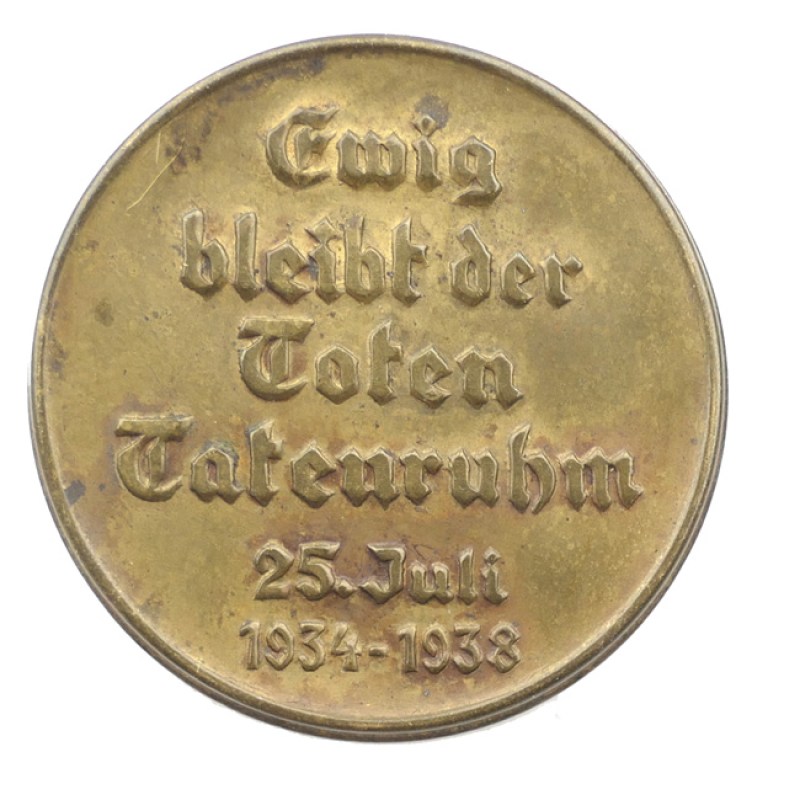 Ewig
bleibt der
Toten
Tatenruhm
25. Juli
1934-1938